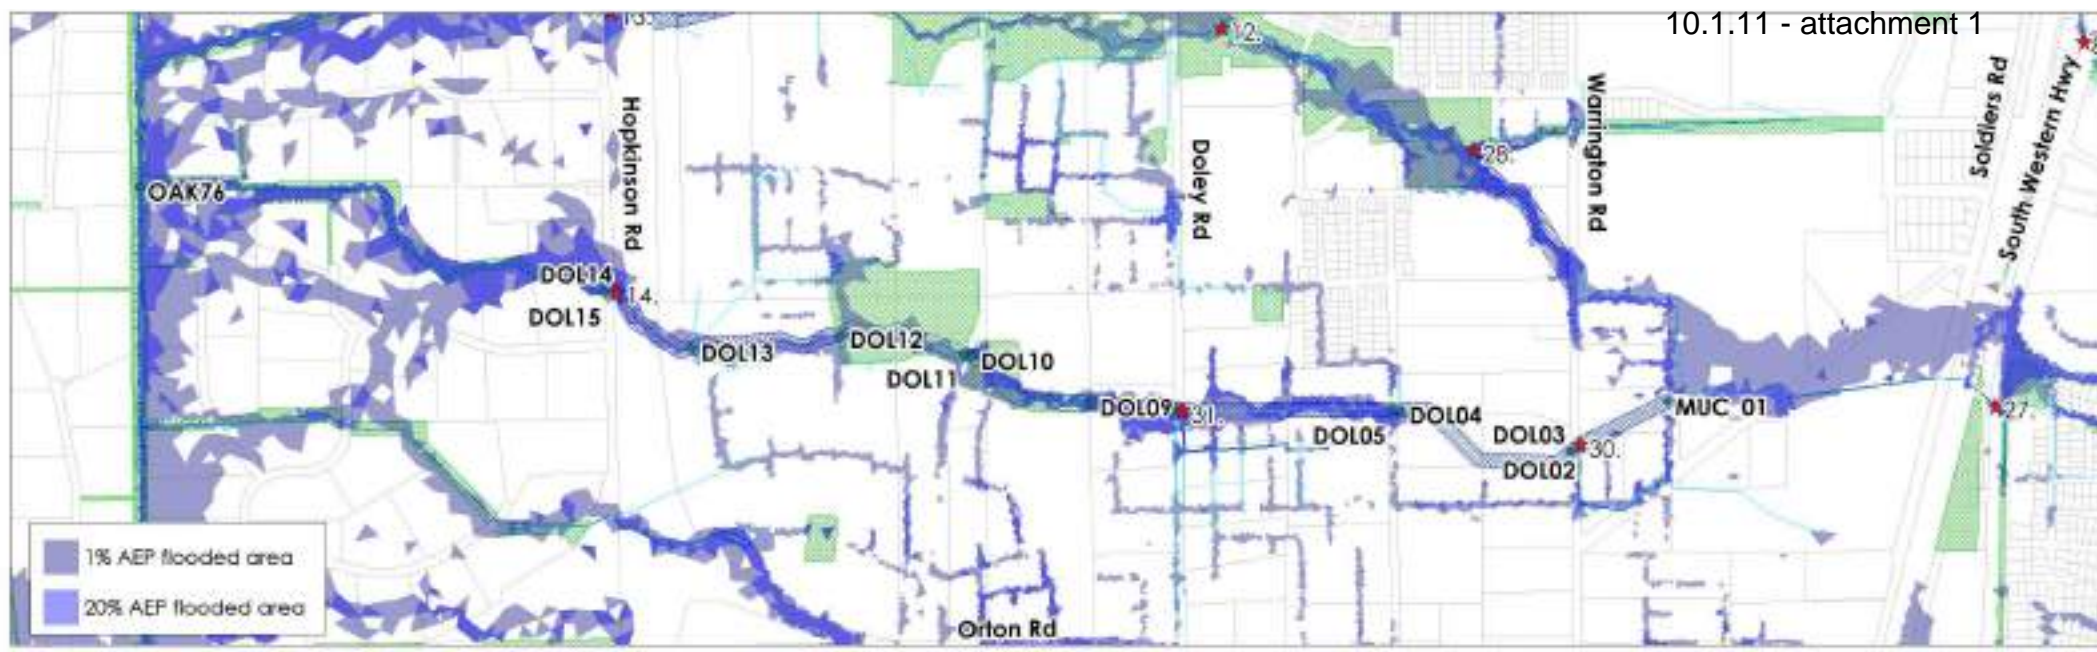 10.1.11 - attachment 1
13.
12.
Hopkinson Rd
Doley Rd
Warrington Rd
Soldiers Rd
South Western Hwy
OAK76
DOL14
14.
DOL15
DOL13
DOL12
DOL10
DOL11
DOL09
31.
DOL04
DOL05
DOL03
30.
DOL02
MUC_01
27.
1% AEP flooded area
20% AEP flooded area
Orton Rd